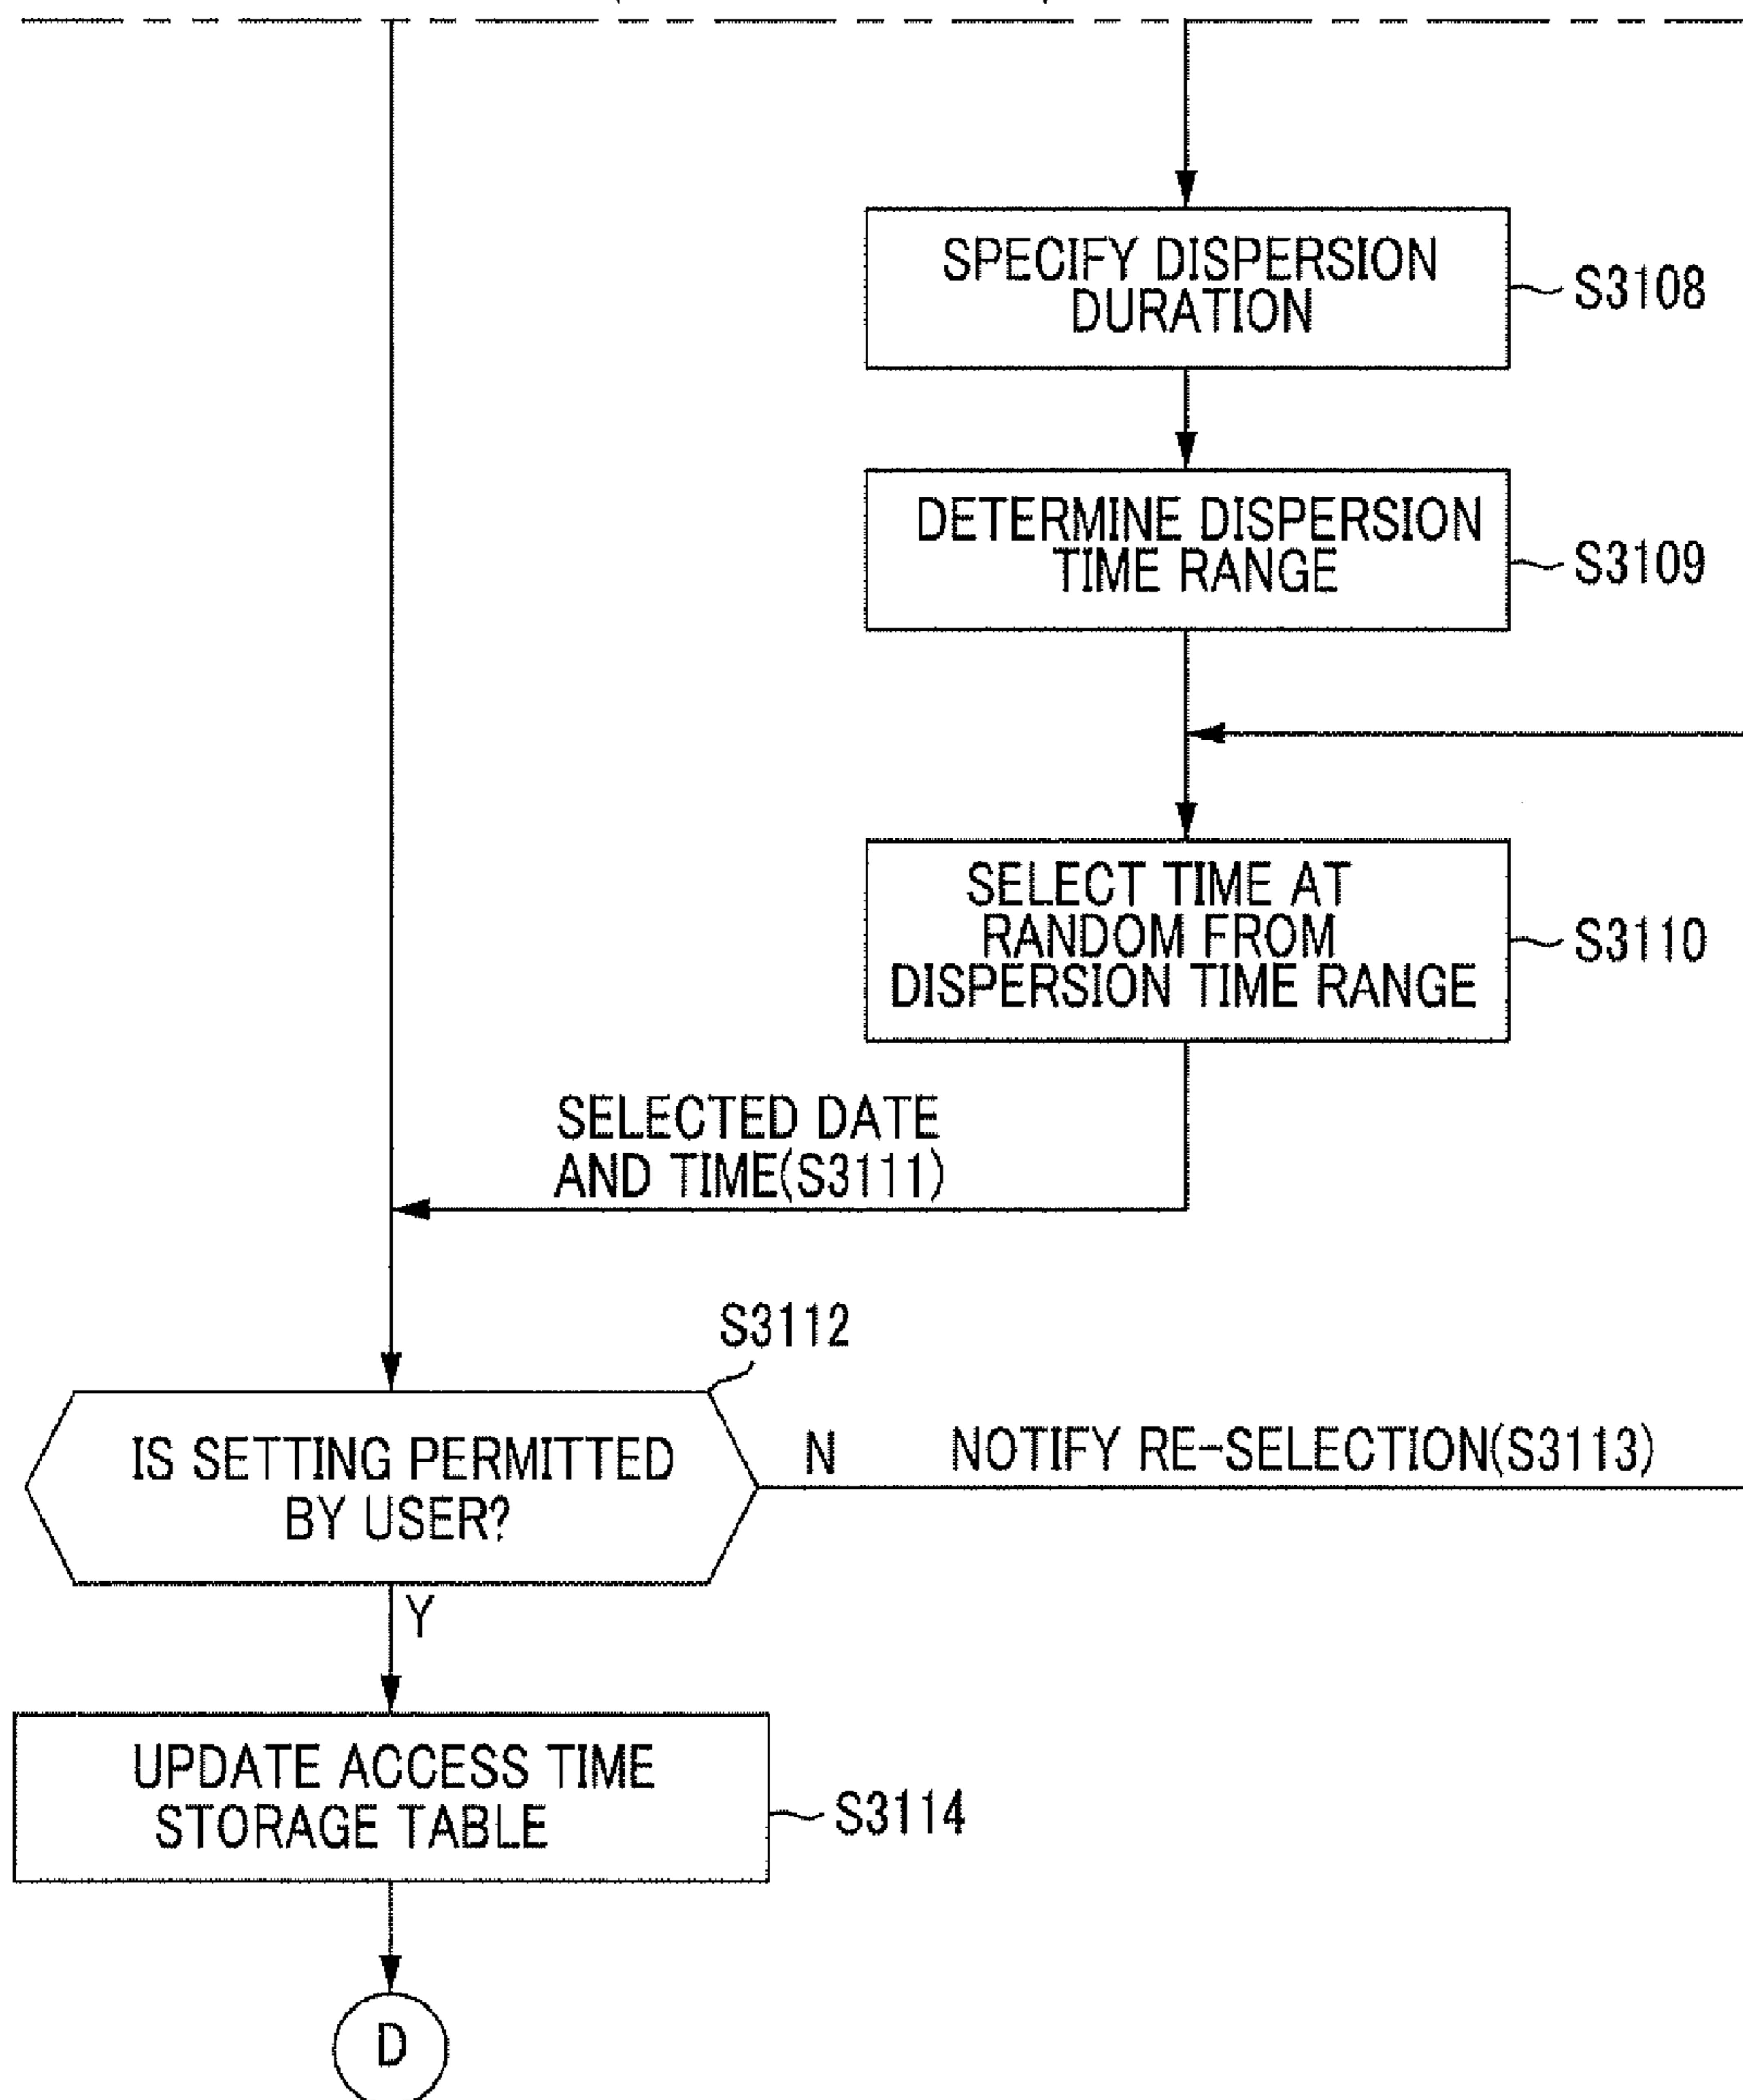 SPECIFY DISPERSION
DURATION
S3108
DETERMINE DISPERSION
TIME RANGE
S3109
SELECT TIME AT
RANDOM FROM
DISPERSION TIME RANGE
S3110
SELECTED DATE
AND TIME(S3111)
S3112
IS SETTING PERMITTED
BY USER?
N
NOTIFY RE-SELECTION(S3113)
Y
UPDATE ACCESS TIME
STORAGE TABLE
S3114
D